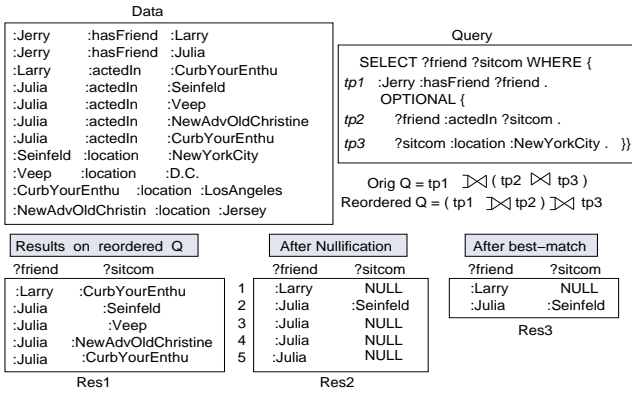 Data
:Jerry :hasFriend :Larry
:Jerry :hasFriend :Julia
:Larry :actedIn :CurbYourEnthu
:Julia :actedIn :Seinfeld
:Julia :actedIn :Veep
:Julia :actedIn :NewAdvOldChristine
:Julia :actedIn :CurbYourEnthu
:Seinfeld :location :NewYorkCity
:Veep :location :D.C.
:CurbYourEnthu :location :LosAngeles
:NewAdvOldChristin :location :Jersey
Query
SELECT ?friend ?sitcom WHERE {
tp1 :Jerry :hasFriend ?friend .
OPTIONAL {
tp2 ?friend :actedIn ?sitcom .
tp3 ?sitcom :location :NewYorkCity . }}
Orig Q = tp1 ⟕ ( tp2 ⋈ tp3 )
Reordered Q = ( tp1 ⟕ tp2 ) ⟕ tp3
Results on reordered Q
?friend ?sitcom
:Larry :CurbYourEnthu
:Julia :Seinfeld
:Julia :Veep
:Julia :NewAdvOldChristine
:Julia :CurbYourEnthu
Res1
After Nullification
?friend ?sitcom
1 :Larry NULL
2 :Julia :Seinfeld
3 :Julia NULL
4 :Julia NULL
5 :Julia NULL
Res2
After best−match
?friend ?sitcom
:Larry NULL
:Julia :Seinfeld
Res3